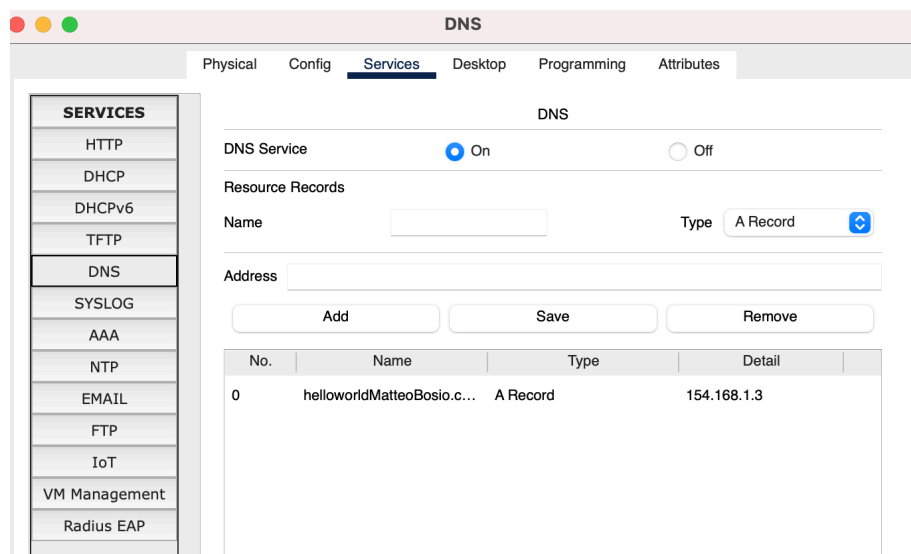 DNS
Physical Config Services Desktop Programming Attributes
SERVICES
HTTP
DHCP
DHCPv6
TFTP
DNS
SYSLOG
AAA
NTP
EMAIL
FTP
IoT
VM Management
Radius EAP
DNS
DNS Service On Off
Resource Records
Name Type A Record
Address
Add Save Remove
No. Name Type Detail
0 helloworldMatteoBosio.c... A Record 154.168.1.3